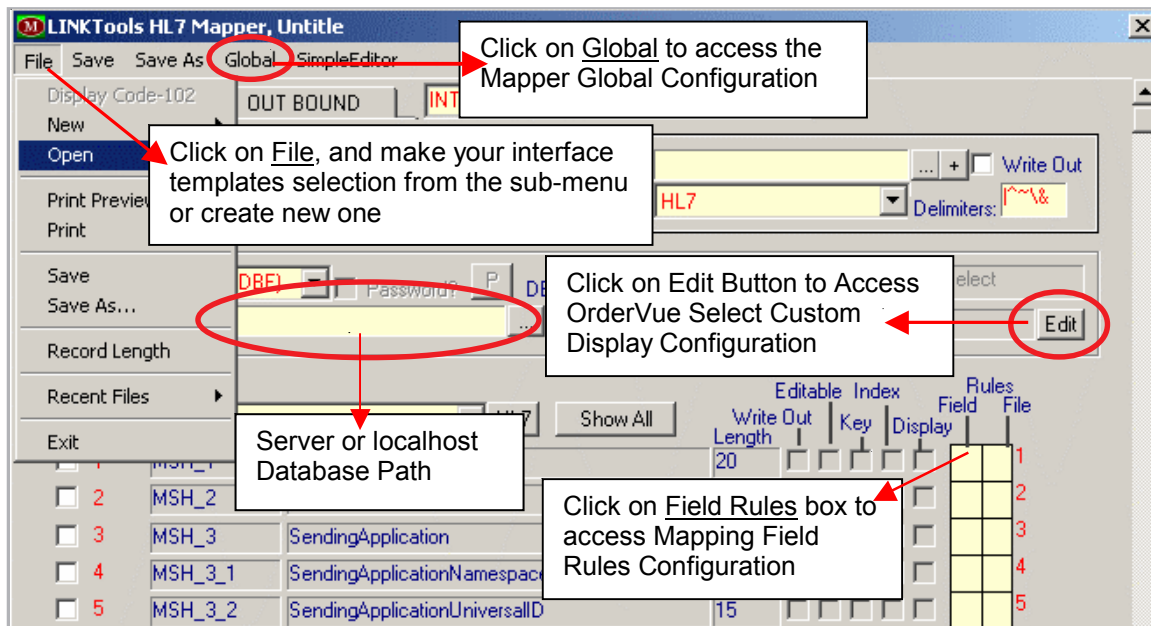 M LINKTools HL7 Mapper, Untitle
File Save Save As Global SimpleEditor
Click on Global to access the
Mapper Global Configuration
Display Code-102
New
Open
Print Preview
Print
Save
Save As...
Record Length
Recent Files
Exit
OUT BOUND
INT
Click on File, and make your interface
templates selection from the sub-menu
or create new one
... + Write Out
HL7
Delimiters: |^~\&
DBF) Password? P DE
...
Click on Edit Button to Access
OrderVue Select Custom
Display Configuration
elect
Edit
Server or localhost
Database Path
Show All
Editable Index Rules
Write Out Key Display Field File
Length
Click on Field Rules box to
access Mapping Field
Rules Configuration
1 MSH_1 20 1
2 MSH_2 2
3 MSH_3 SendingApplication 3
4 MSH_3_1 SendingApplicationNamespace 4
5 MSH_3_2 SendingApplicationUniversalID 15 5